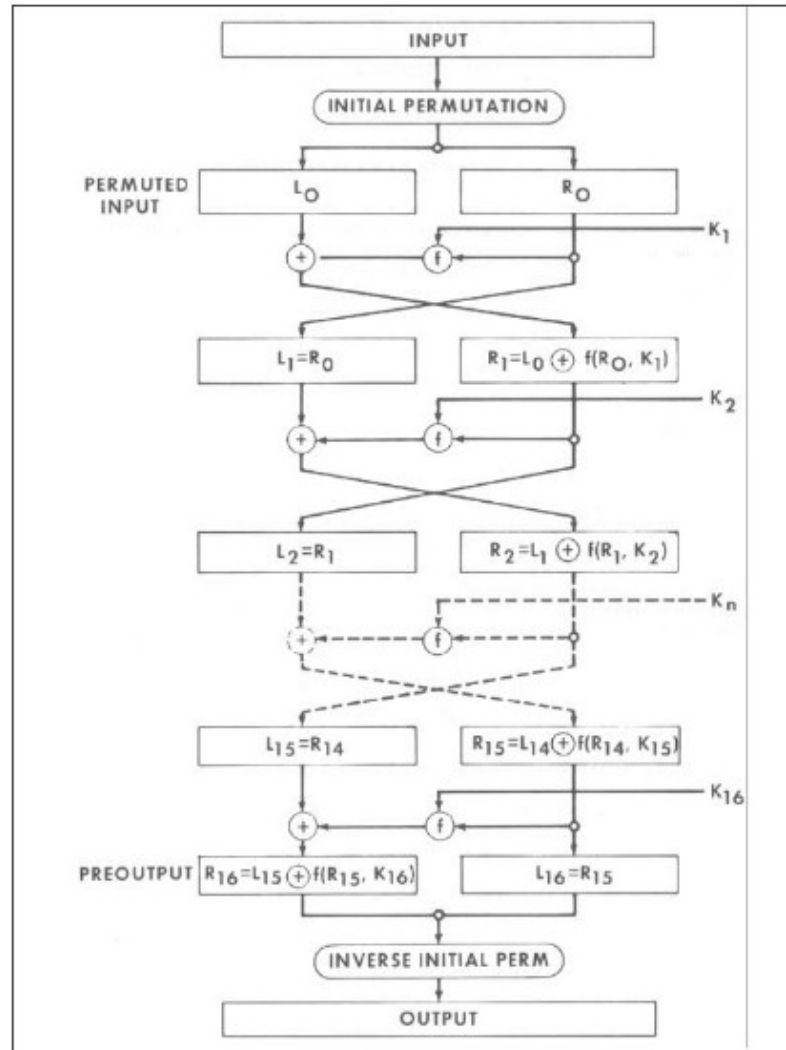 INPUT
INITIAL PERMUTATION
PERMUTED
INPUT
L0
R0
K1
+
f
L1=R0
R1=L0 ⊕ f(R0, K1)
K2
+
f
L2=R1
R2=L1 ⊕ f(R1, K2)
Kn
+
f
L15=R14
R15=L14 ⊕ f(R14, K15)
K16
+
f
PREOUTPUT
R16=L15 ⊕ f(R15, K16)
L16=R15
INVERSE INITIAL PERM
OUTPUT